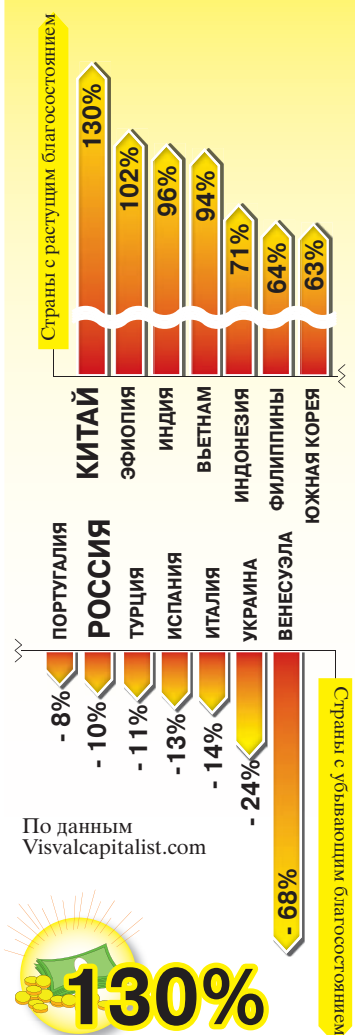 Страны с растущим благосостоянием
130%
102%
96%
94%
71%
64%
63%
КИТАЙ
ЭФИОПИЯ
ИНДИЯ
ВЬЕТНАМ
ИНДОНЕЗИЯ
ФИЛИППИНЫ
ЮЖНАЯ КОРЕЯ
ПОРТУГАЛИЯ
РОССИЯ
ТУРЦИЯ
ИСПАНИЯ
ИТАЛИЯ
УКРАИНА
ВЕНЕСУЭЛА
- 8%
- 10%
- 11%
- 13%
- 14%
- 24%
- 68%
Страны с убывающим благосостоянием
По данным
Visvalcapitalist.com
130%